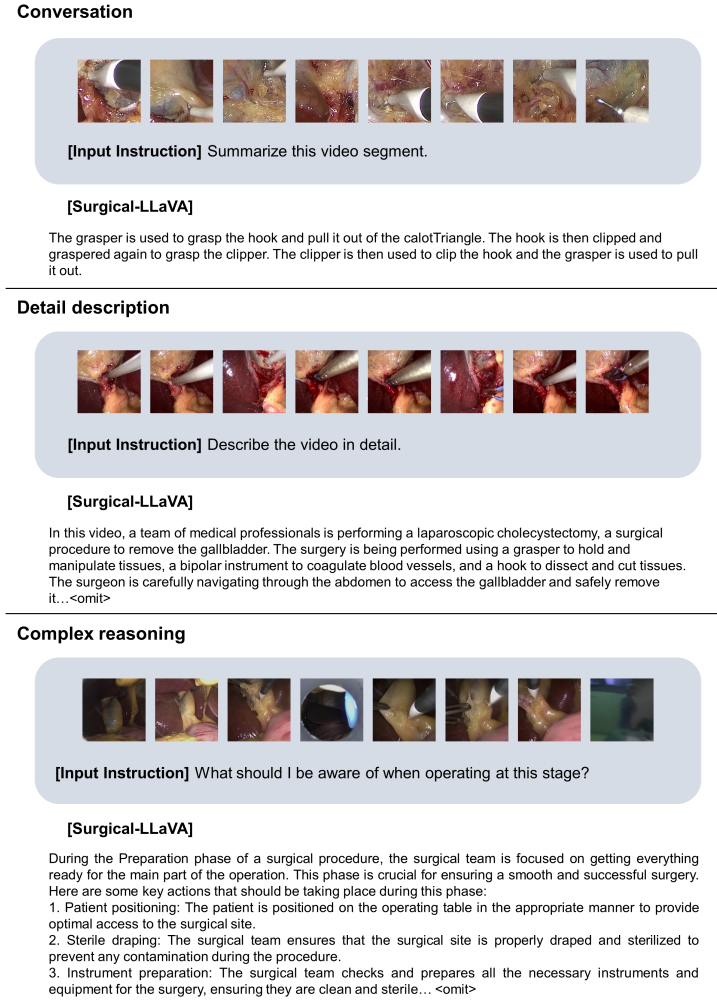 Conversation
[Input Instruction] Summarize this video segment.
[Surgical-LLaVA]
The grasper is used to grasp the hook and pull it out of the calotTriangle. The hook is then clipped and
graspered again to grasp the clipper. The clipper is then used to clip the hook and the grasper is used to pull
it out.
Detail description
[Input Instruction] Describe the video in detail.
[Surgical-LLaVA]
In this video, a team of medical professionals is performing a laparoscopic cholecystectomy, a surgical
procedure to remove the gallbladder. The surgery is being performed using a grasper to hold and
manipulate tissues, a bipolar instrument to coagulate blood vessels, and a hook to dissect and cut tissues.
The surgeon is carefully navigating through the abdomen to access the gallbladder and safely remove
it…<omit>
Complex reasoning
[Input Instruction] What should I be aware of when operating at this stage?
[Surgical-LLaVA]
During the Preparation phase of a surgical procedure, the surgical team is focused on getting everything
ready for the main part of the operation. This phase is crucial for ensuring a smooth and successful surgery.
Here are some key actions that should be taking place during this phase:
1. Patient positioning: The patient is positioned on the operating table in the appropriate manner to provide
optimal access to the surgical site.
2. Sterile draping: The surgical team ensures that the surgical site is properly draped and sterilized to
prevent any contamination during the procedure.
3. Instrument preparation: The surgical team checks and prepares all the necessary instruments and
equipment for the surgery, ensuring they are clean and sterile… <omit>